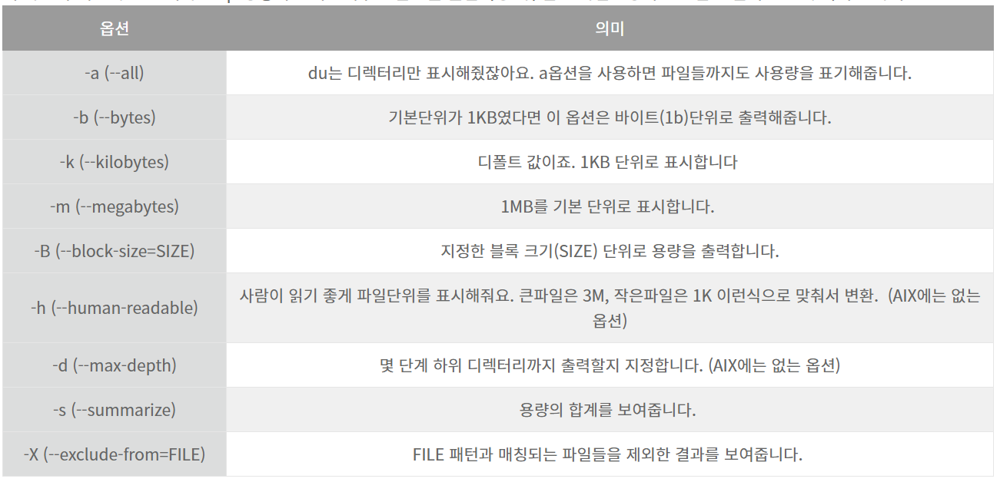 옵션 의미
-a (--all) du는 디렉터리만 표시해줬잖아요. a옵션을 사용하면 파일들까지도 사용량을 표기해줍니다.
-b (--bytes) 기본단위가 1KB였다면 이 옵션은 바이트(1b)단위로 출력해줍니다.
-k (--kilobytes) 디폴트 값이죠. 1KB 단위로 표시합니다
-m (--megabytes) 1MB를 기본 단위로 표시합니다.
-B (--block-size=SIZE) 지정한 블록 크기(SIZE) 단위로 용량을 출력합니다.
-h (--human-readable) 사람이 읽기 좋게 파일단위를 표시해줘요. 큰파일은 3M, 작은파일은 1K 이런식으로 맞춰서 변환. (AIX에는 없는
옵션)
-d (--max-depth) 몇 단계 하위 디렉터리까지 출력할지 지정합니다. (AIX에는 없는 옵션)
-s (--summarize) 용량의 합계를 보여줍니다.
-X (--exclude-from=FILE) FILE 패턴과 매칭되는 파일들을 제외한 결과를 보여줍니다.